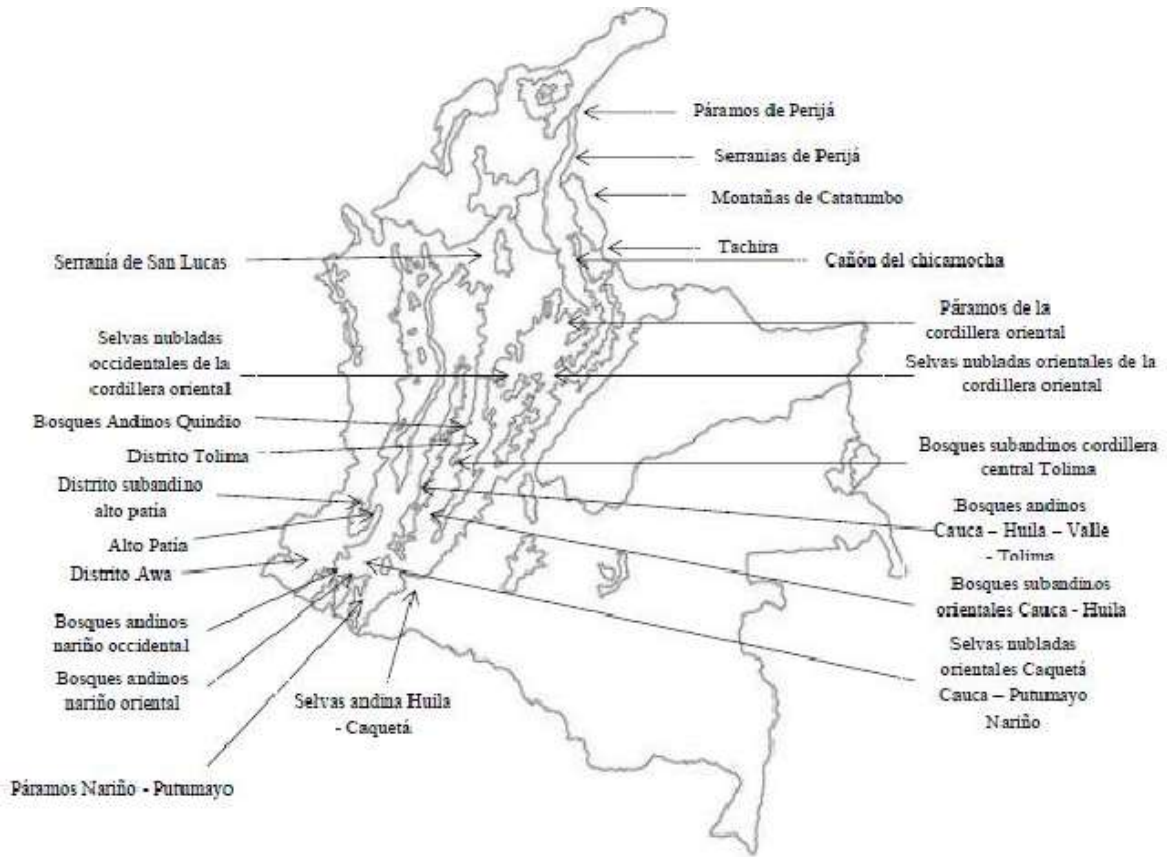 Páramos de Perijá
Serranias de Perijá
Montañas de Catatumbo
Tachira
Cañón del chicamocha
Serranía de San Lucas
Páramos de la
cordillera oriental
Selvas nubladas
occidentales de la
cordillera oriental
Selvas nubladas orientales de la
cordillera oriental
Bosques Andinos Quindío
Distrito Tolima
Bosques subandinos cordillera
central Tolima
Distrito subandino
alto patía
Bosques andinos
Cauca – Huila – Valle
- Tolima
Alto Patía
Distrito Awa
Bosques subandinos
orientales Cauca - Huila
Bosques andinos
nariño occidental
Selvas nubladas
orientales Caquetá
Cauca – Putumayo
Nariño
Bosques andinos
nariño oriental
Selvas andina Huila
- Caquetá
Páramos Nariño - Putumayo